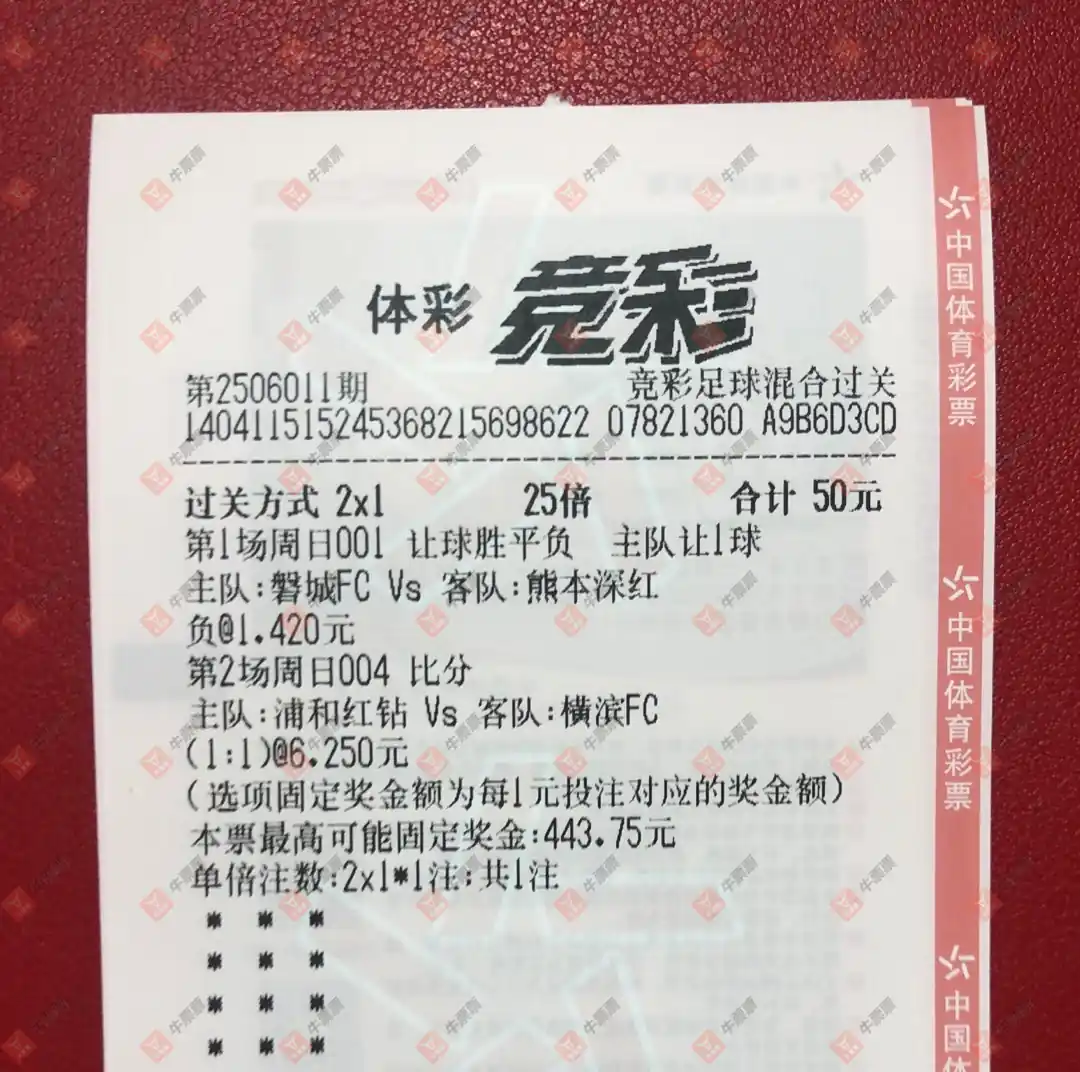 体彩 竞彩
第2506011期 竞彩足球混合过关
140411515245368215698622 07821360 A9B6D3CD
过关方式 2x1 25倍 合计 50元
第1场周日001 让球胜平负 主队让1球
主队:磐城FC Vs 客队:熊本深红
负@1.420元
第2场周日004 比分
主队:浦和红钻 Vs 客队:横滨FC
(1:1)@6.250元
(选项固定奖金额为每1元投注对应的奖金额)
本票最高可能固定奖金:443.75元
单倍注数:2x1*1注;共1注
* * *
* * *
* * *
* * *
中国体育彩票
中国体育彩票
中国体
牛票票